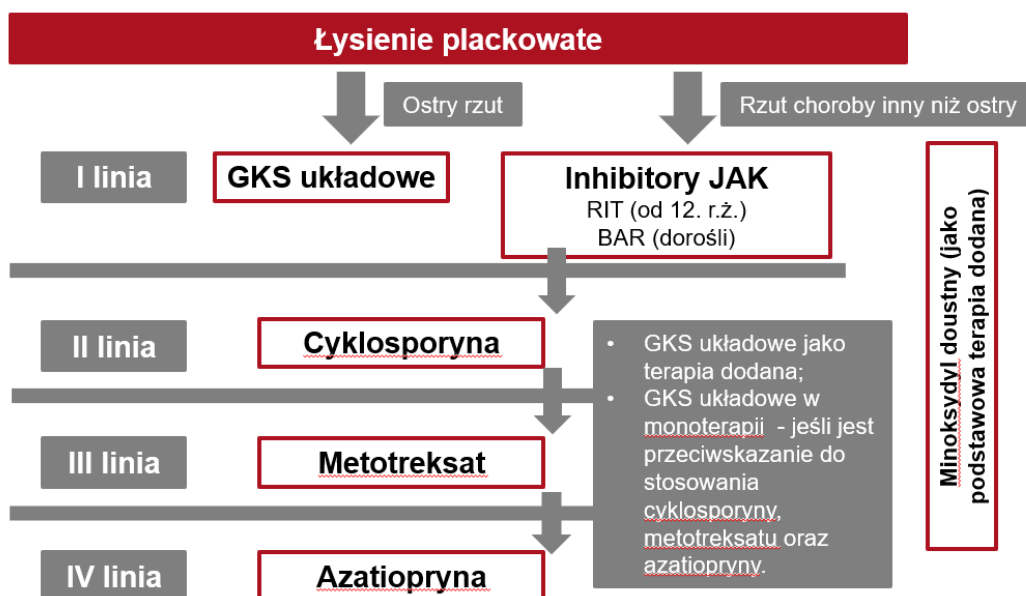 Łysienie plackowate
Ostry rzut
Rzut choroby inny niż ostry
I linia
GKS układowe
Inhibitory JAK
RIT (od 12. r.ż.)
BAR (dorośli)
II linia
Cyklosporyna
III linia
Metotreksat
IV linia
Azatiopryna
• GKS układowe jako
terapia dodana;
• GKS układowe w
monoterapii - jeśli jest
przeciwskazanie do
stosowania
cyklosporyny,
metotreksatu oraz
azatiopryny.
Minoksydyl doustny (jako
podstawowa terapia dodana)